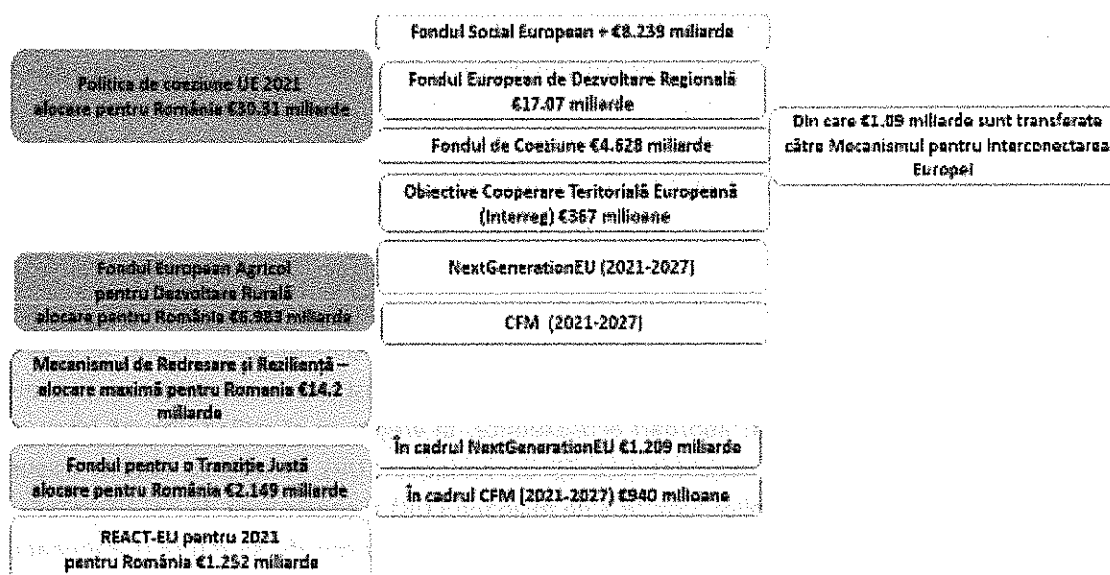 Politica de coeziune UE 2021
alocare pentru România €30.31 miliarde
Fondul Social European + €8.239 miliarde
Fondul European de Dezvoltare Regională
€17.07 miliarde
Fondul de Coeziune €4.628 miliarde
Din care €1.09 miliarde sunt transferate
către Mecanismul pentru Interconectarea
Europei
Obiective Cooperare Teritorială Europeană
(Interreg) €367 milioane
Fondul European Agricol
pentru Dezvoltare Rurală
alocare pentru România €6.983 miliarde
NextGenerationEU (2021-2027)
CFM (2021-2027)
Mecanismul de Redresare și Reziliență –
alocare maximă pentru Romania €14.2
miliarde
Fondul pentru o Tranziție Justă
alocare pentru România €2.149 miliarde
În cadrul NextGenerationEU €1.209 miliarde
În cadrul CFM (2021-2027) €940 milioane
REACT-EU pentru 2021
pentru România €1.252 miliarde